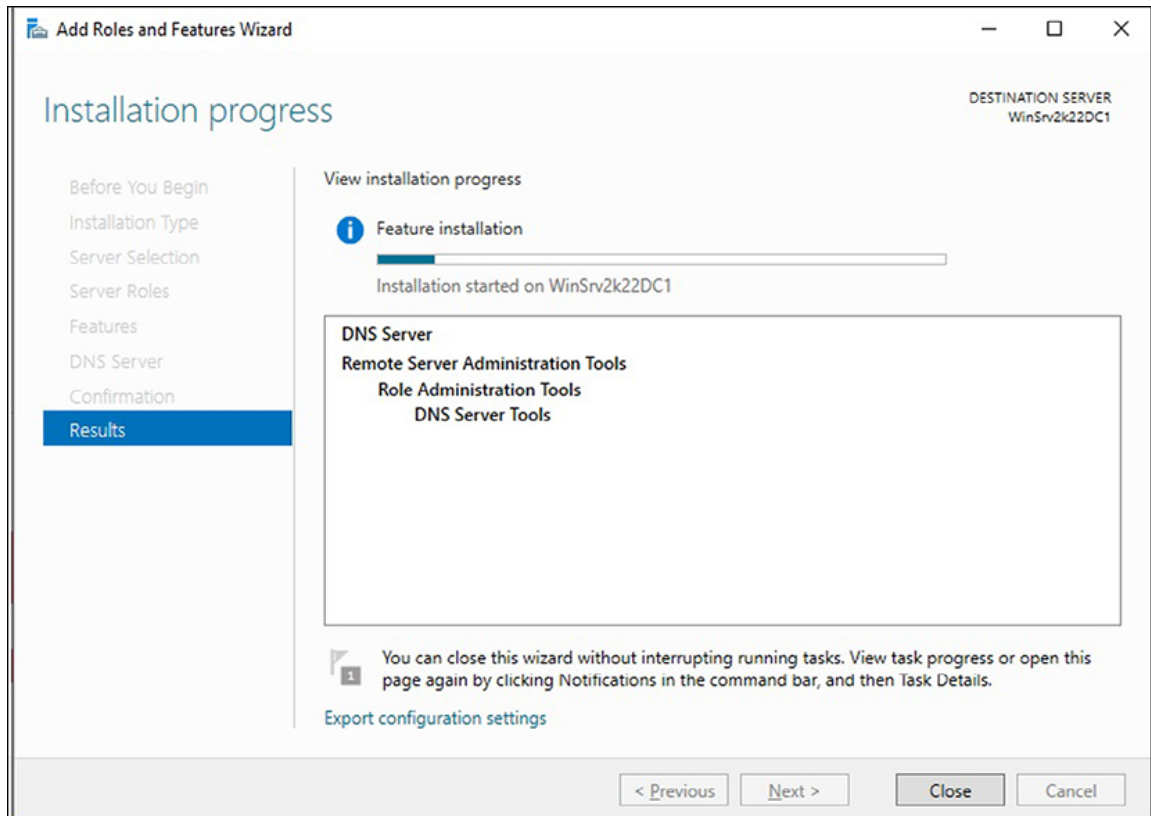 Add Roles and Features Wizard
Installation progress
DESTINATION SERVER
WinSrv2k22DC1
Before You Begin
Installation Type
Server Selection
Server Roles
Features
DNS Server
Confirmation
Results
View installation progress
Feature installation
Installation started on WinSrv2k22DC1
DNS Server
Remote Server Administration Tools
Role Administration Tools
DNS Server Tools
1
You can close this wizard without interrupting running tasks. View task progress or open this
page again by clicking Notifications in the command bar, and then Task Details.
Export configuration settings
< Previous
Next >
Close
Cancel